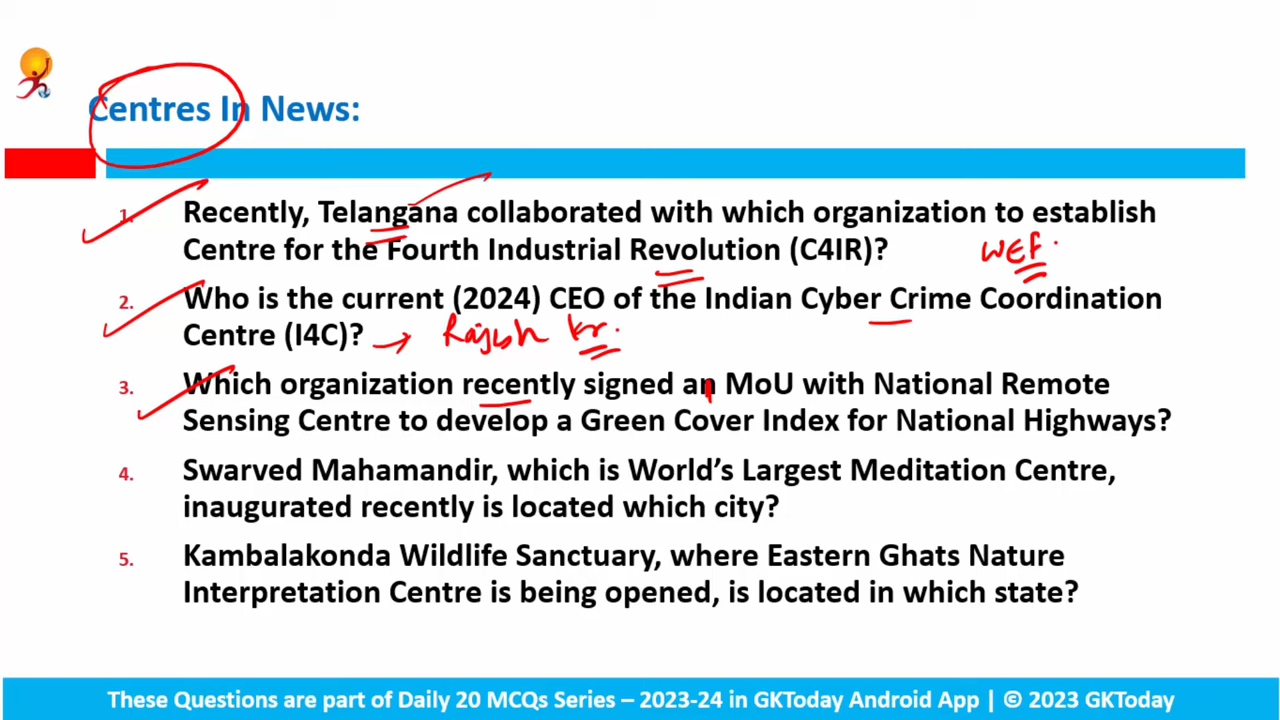 Centres In News:
1. Recently, Telangana collaborated with which organization to establish
Centre for the Fourth Industrial Revolution (C4IR)?
WEF
2. Who is the current (2024) CEO of the Indian Cyber Crime Coordination
Centre (I4C)? → Rajesh Kr.
3. Which organization recently signed an MoU with National Remote
Sensing Centre to develop a Green Cover Index for National Highways?
4. Swarved Mahamandir, which is World's Largest Meditation Centre,
inaugurated recently is located which city?
5. Kambalakonda Wildlife Sanctuary, where Eastern Ghats Nature
Interpretation Centre is being opened, is located in which state?
These Questions are part of Daily 20 MCQs Series – 2023-24 in GKToday Android App | © 2023 GKToday